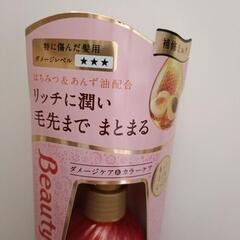 特に傷んだ髪用
ダメージレベル ★★★
はちみつ&あんず油配合
リッチに潤い
毛先まで まとまる
Beauty
ダメージケア&カラーケア